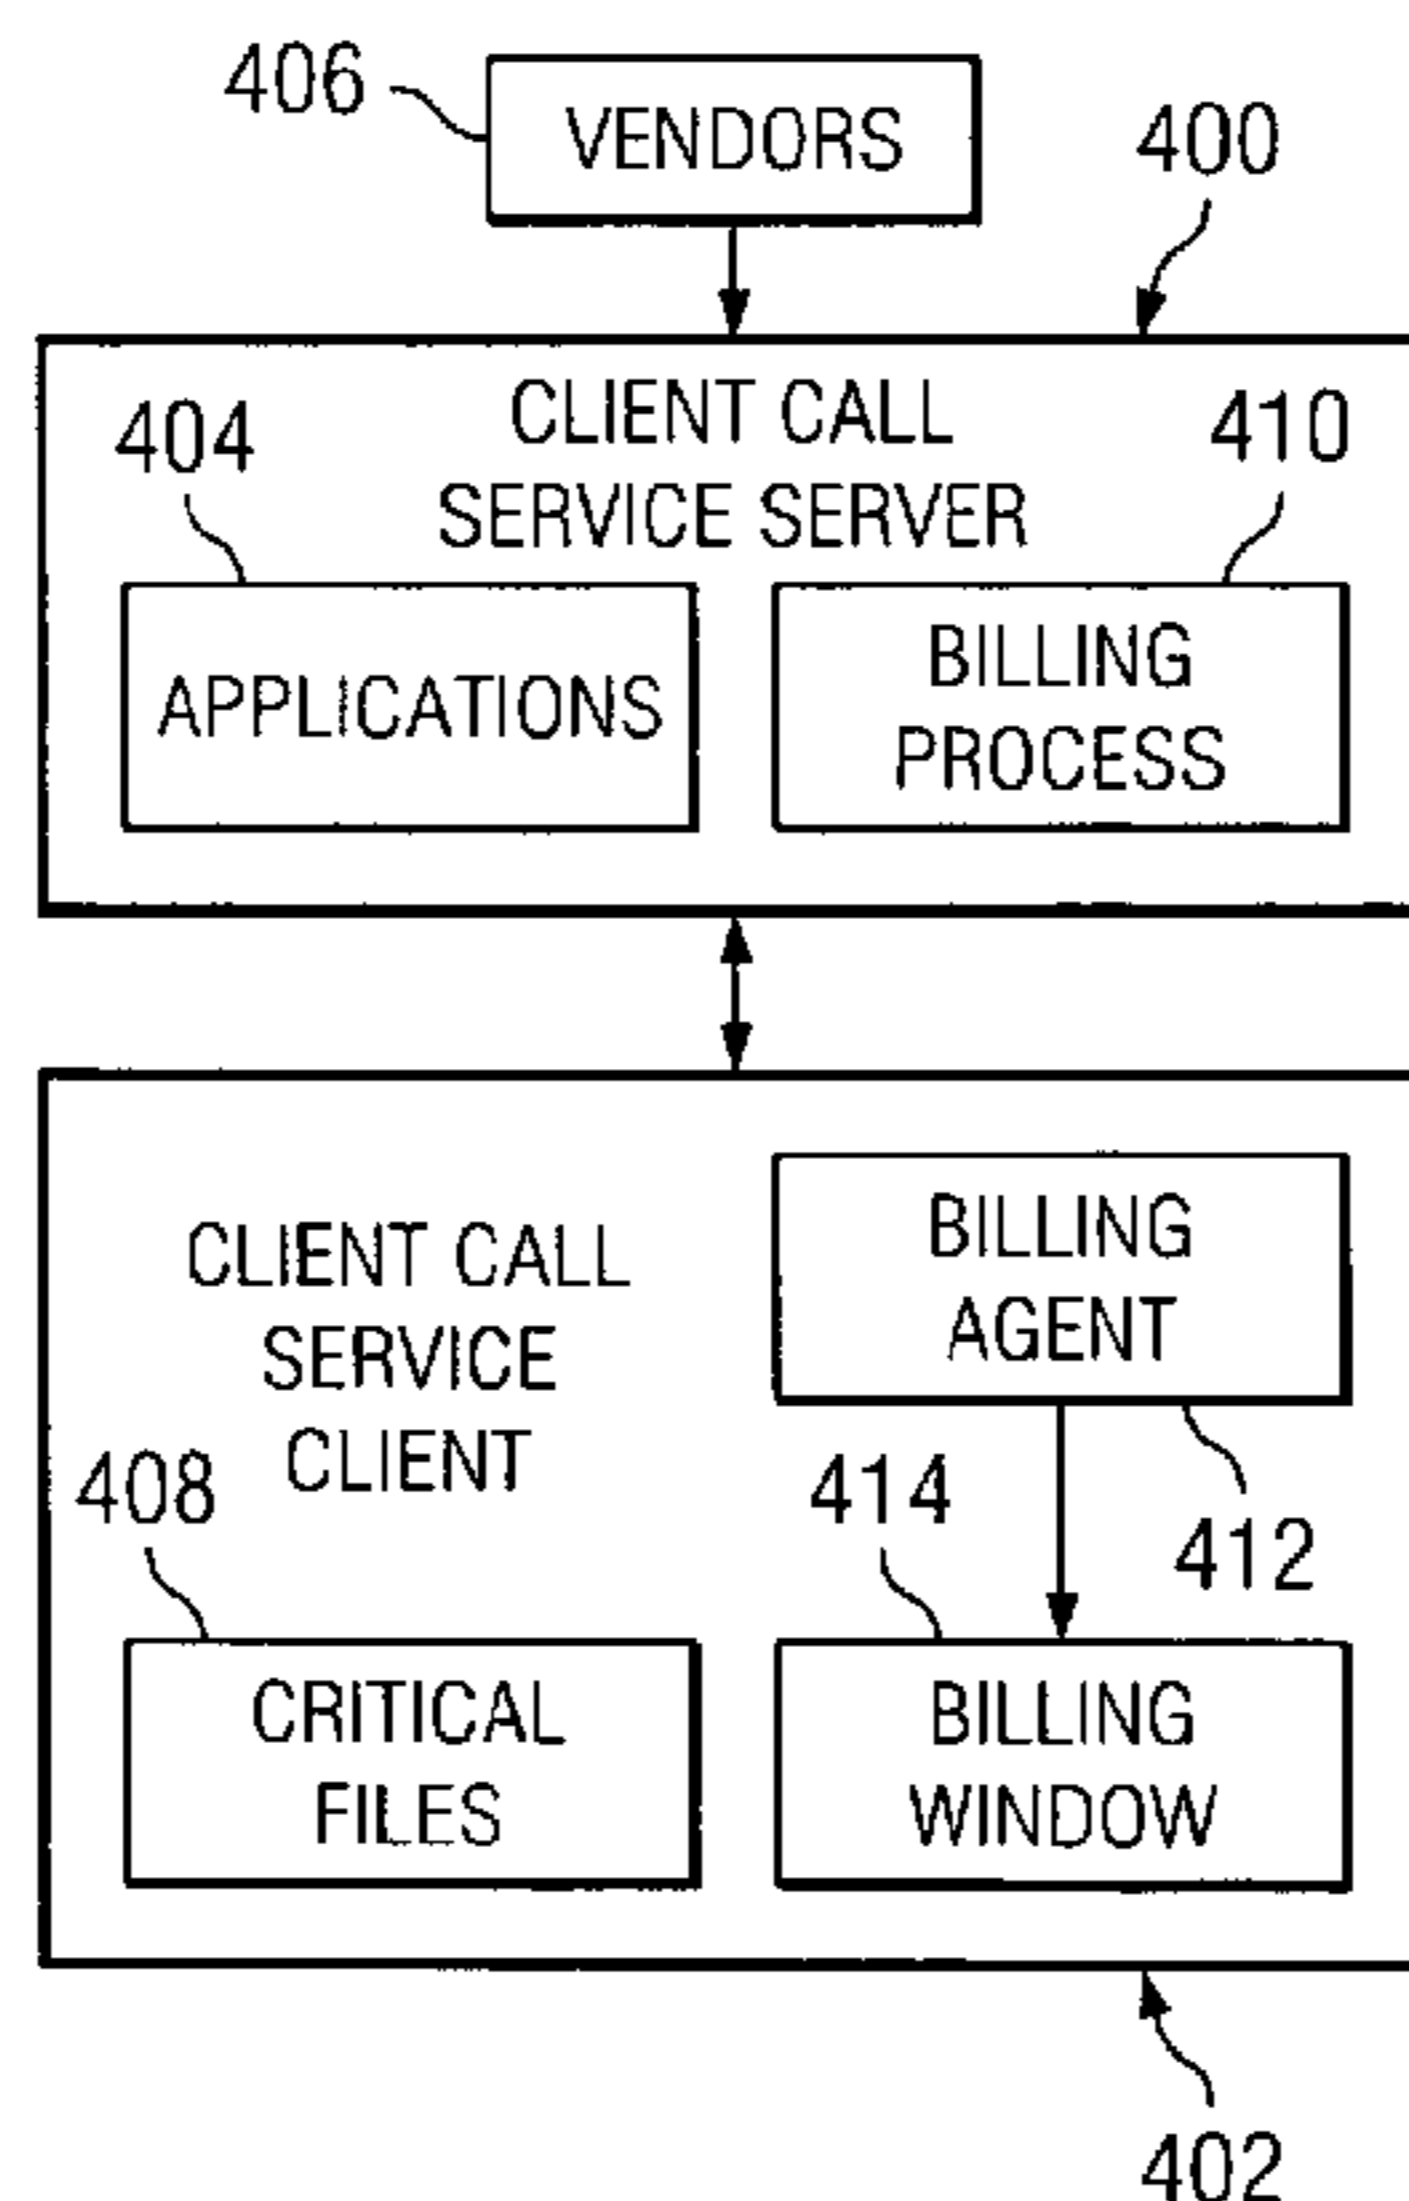 406
VENDORS
400
CLIENT CALL
SERVICE SERVER
404
410
APPLICATIONS
BILLING
PROCESS
CLIENT CALL
SERVICE
CLIENT
BILLING
AGENT
408
414
412
CRITICAL
FILES
BILLING
WINDOW
402